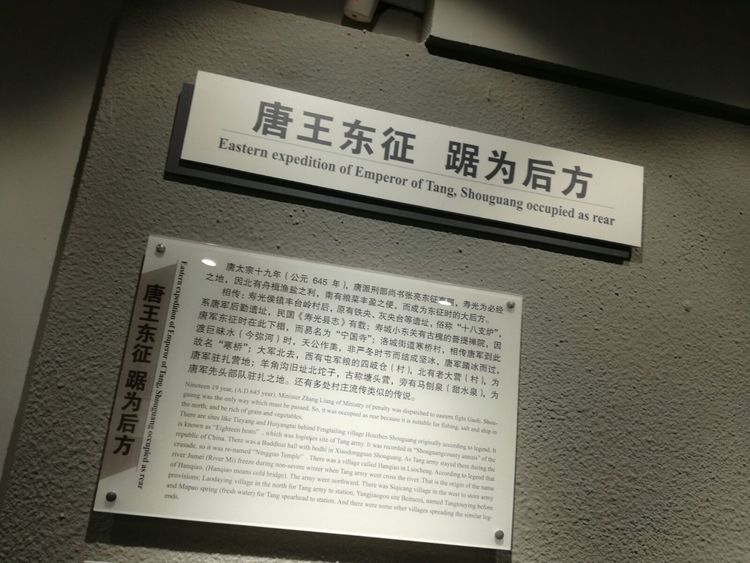 唐王东征 踞为后方
Eastern expedition of Emperor of Tang, Shouguang occupied as rear
唐王东征 踞为后方
Eastern expedition of Emperor of Tang, Shouguang occupied as rear
唐太宗十九年（公元 645 年），唐派刑部尚书张亮东征高丽，寿光为必经
之地，因北有舟楫渔盐之利，南有粮菜丰盈之便，而成为东征时的大后方。
相传：寿光侯镇丰台岭村后，原有铁央、灰央台等遗址，俗称“十八支炉”，
系唐军后勤遗址，民国《寿光县志》有载；寿城小东关有古槐的菩提禅院，因
唐军东征时在此下榻，而易名为“宁国寺”；洛城街道寒桥村，相传唐军到此
渡巨昧水（今弥河）时，天公作美，非严冬时节而结成坚冰，唐军踏冰而过，
故名“寒桥”；大军北去，西有屯军粮的四岐仓（村），北有老大营（村），为
唐军驻扎营地；羊角沟旧址北坨子，古称塘头营，旁有马刨泉（甜水泉），为
唐军先头部队驻扎之地。还有多处村庄流传类似的传说。
Nineteen 19 year, (A.D 645 year), Minister Zhang Liang of Ministry of penalty was dispatched to eastern fight Gaoli. Shou-
guang was the only way which must be passed. So, it was occupied as rear because it is suitable for fishing, salt and ship in
the north; and be rich of grain and vegetables.
There are sites like Tieyang and Huiyangtai behind Fengtailing village Houzhen Shouguang originally according to legend. It
is known as “Eighteen heats” , which was logistics site of Tang army. It was recorded in “Shouguangcounty annals” of the
republic of China. There was a Buddhist hall with bodhi in Xiaodongguan Shouguang. As Tang army stayed there during the
crusade, so it was re-named “Ningguo Temple” . There was a village called Hanqiao in Luocheng. According to legend that
river Jumei (River Mi) freeze during non-severe winter when Tang army went cross the river. That is the origin of the name
of Hanqiao. (Hanqiao means cold bridge). The army went northward. There was Siqicang village in the west to store army
provisions; Laodaying village in the north for Tang army to station, Yangjiaogou site Beituozi, named Tangtouying before
and Mapao spring (fresh water) for Tang spearhead to station. And there were some other villages spreading the similar leg-
ends.